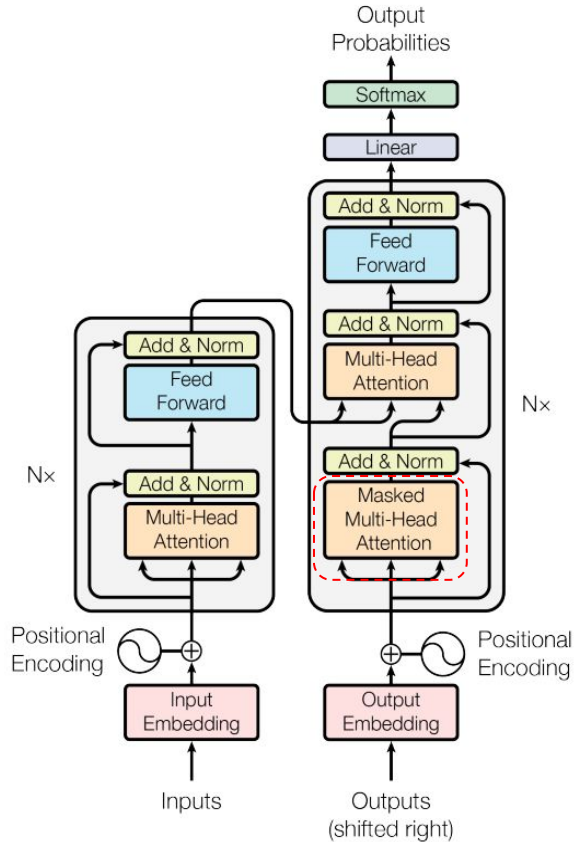 Output
Probabilities
Softmax
Linear
Add & Norm
Feed
Forward
Add & Norm
Multi-Head
Attention
Nx
Add & Norm
Masked
Multi-Head
Attention
Add & Norm
Feed
Forward
Nx
Add & Norm
Multi-Head
Attention
Positional
Encoding
Positional
Encoding
Input
Embedding
Output
Embedding
Inputs
Outputs
(shifted right)